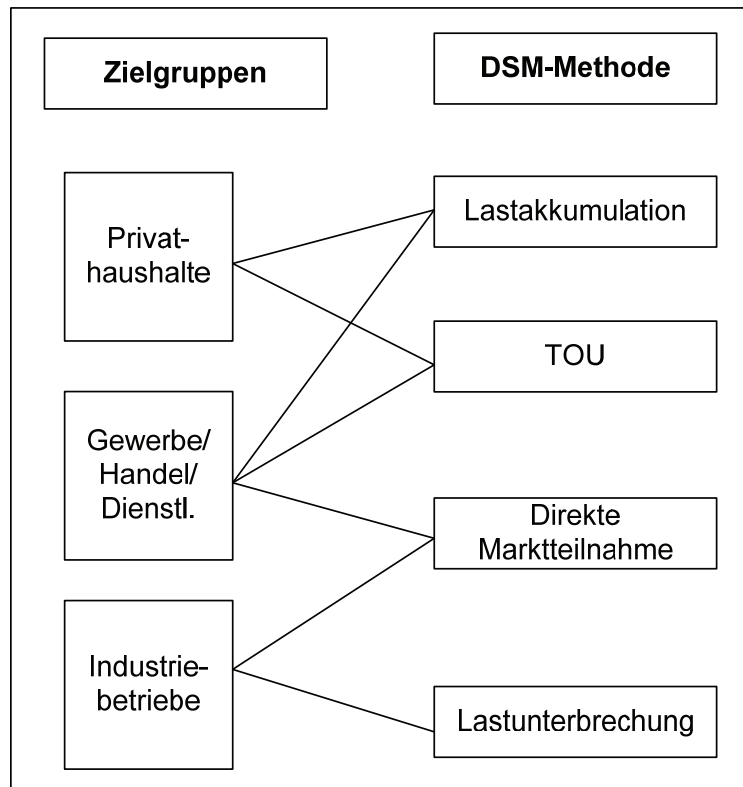 Zielgruppen
DSM-Methode
Privat-
haushalte
Lastakkumulation
TOU
Gewerbe/
Handel/
Dienstl.
Direkte
Marktteilnahme
Industrie-
betriebe
Lastunterbrechung